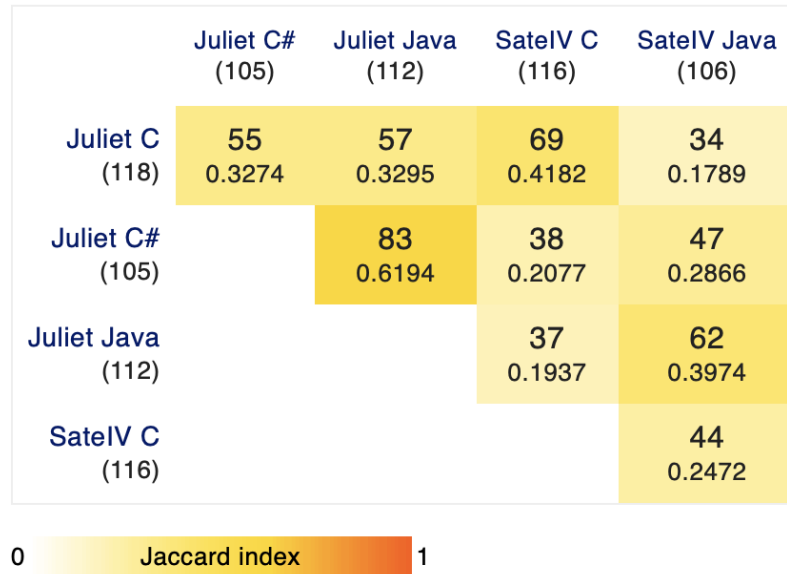 Juliet C# Juliet Java SateIV C SateIV Java
(105) (112) (116) (106)
Juliet C 55 57 69 34
(118) 0.3274 0.3295 0.4182 0.1789
Juliet C# 83 38 47
(105) 0.6194 0.2077 0.2866
Juliet Java 37 62
(112) 0.1937 0.3974
SateIV C 44
(116) 0.2472
0 Jaccard index 1